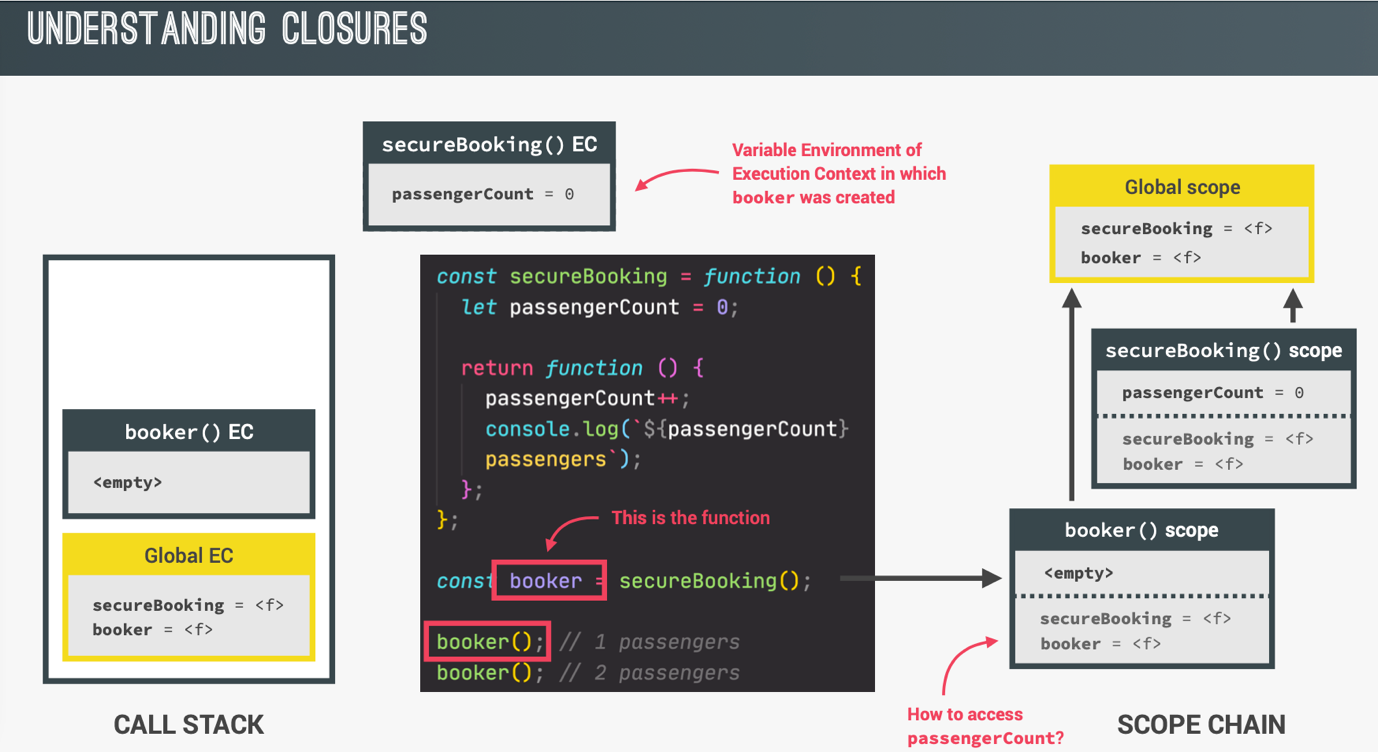 UNDERSTANDING CLOSURES
secureBooking() EC
passengerCount = 0
Variable Environment of
Execution Context in which
booker was created
booker() EC
<empty>
Global EC
secureBooking = <f>
booker = <f>
CALL STACK
const secureBooking = function () {
let passengerCount = 0;
return function () {
passengerCount++;
console.log(`${passengerCount}
passengers`);
};
};
This is the function
const booker = secureBooking();
booker(); // 1 passengers
booker(); // 2 passengers
Global scope
secureBooking = <f>
booker = <f>
secureBooking() scope
passengerCount = 0
secureBooking = <f>
booker = <f>
booker() scope
<empty>
secureBooking = <f>
booker = <f>
How to access
passengerCount?
SCOPE CHAIN